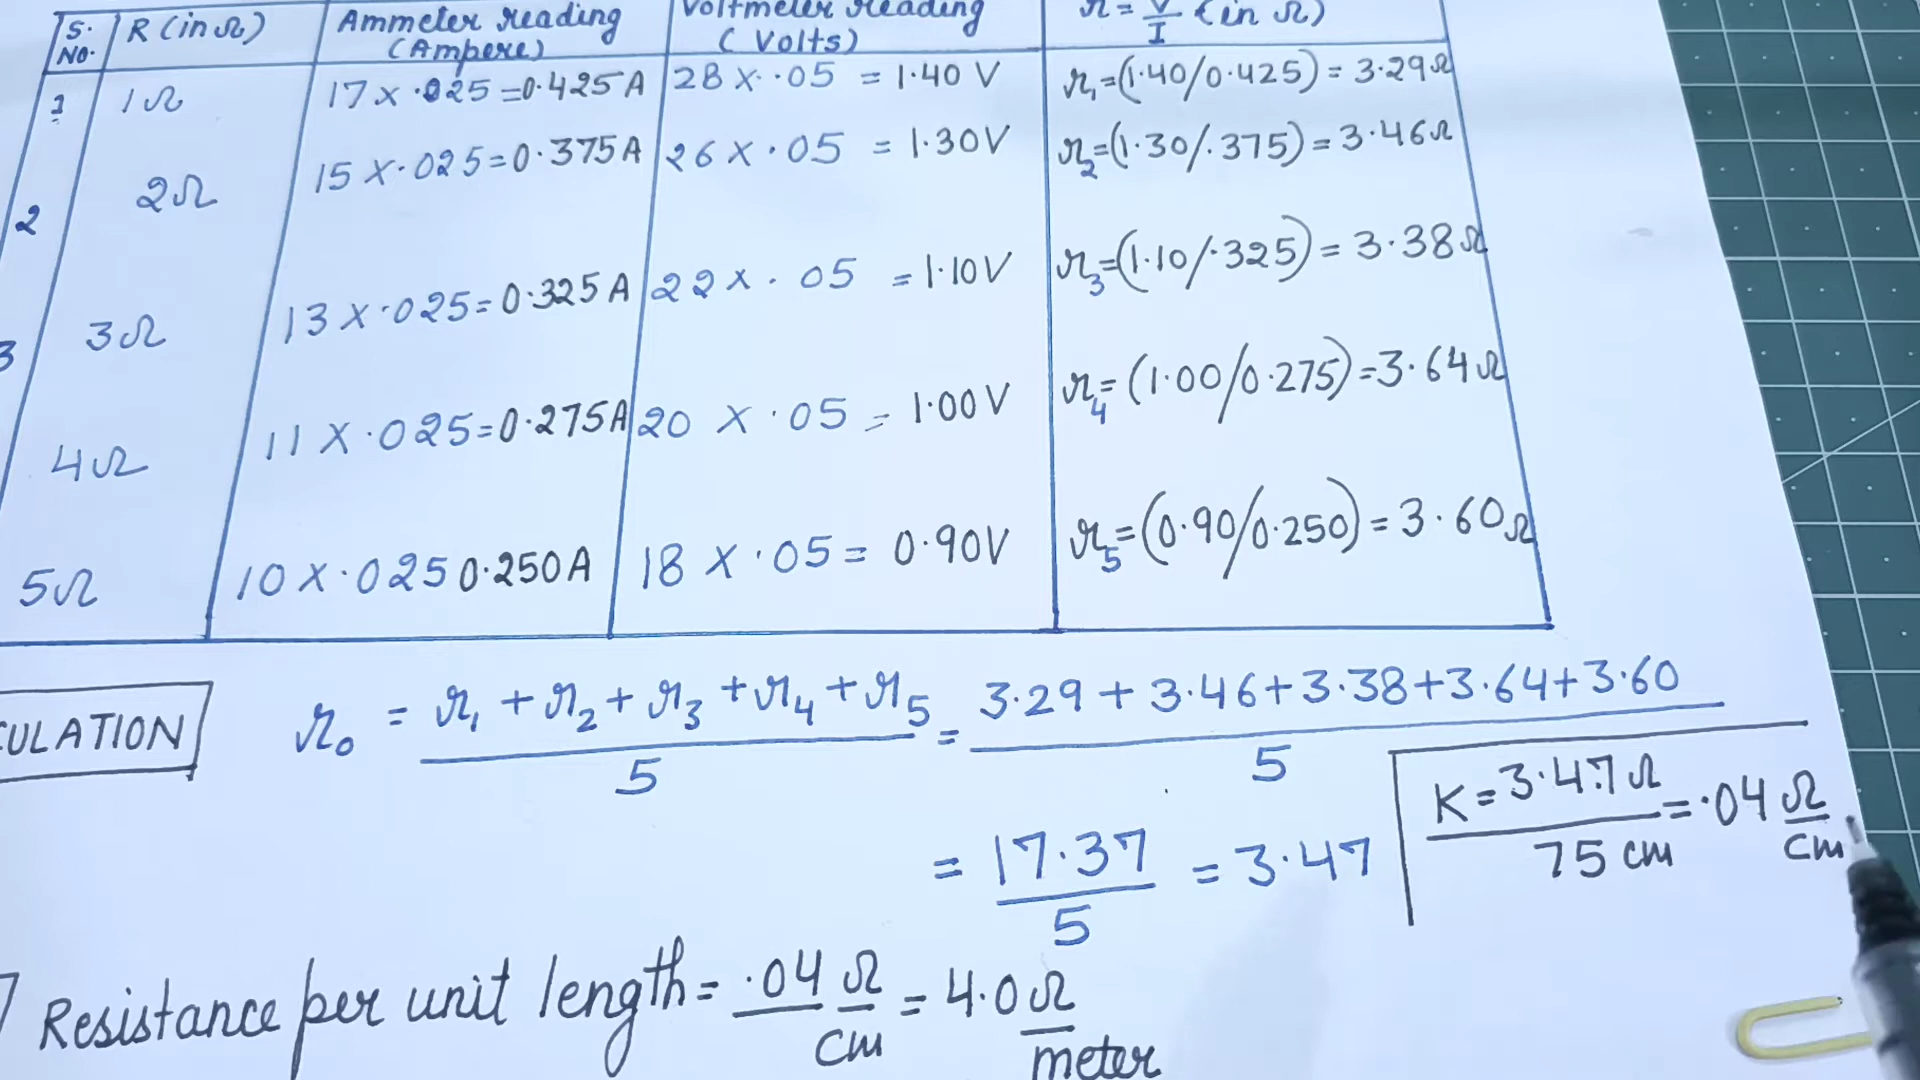 S. No. R (in Ω) Ammeter reading (Ampere) Voltmeter reading (Volts) r = V/I (in Ω)
1 1Ω 17 x .025 =0.425 A 28 x .05 = 1.40 V r₁=(1.40/0.425) = 3.29Ω
2 2Ω 15 x .025=0.375A 26 x .05 = 1.30V r₂=(1.30/.375) = 3.46Ω
3 3Ω 13 x .025= 0.325 A 22 x . 05 = 1.10V r₃=(1.10/.325) = 3.38Ω
4Ω 11 x .025=0.275A 20 x .05 = 1.00V r₄= (1.00/0.275)=3.64Ω
5Ω 10 x .025 0.250A 18 x .05 = 0.90V r₅=(0.90/0.250) = 3.60Ω
CULATION r₀ = r₁ + r₂ + r₃ + r₄ + r₅ / 5 = 3.29 + 3.46+3.38+3.64+3.60 / 5
= 17.37 / 5 = 3.47
K = 3.47Ω / 75 cm = .04 Ω / cm
Resistance per unit length = .04 Ω / cm = 4.0 Ω / meter